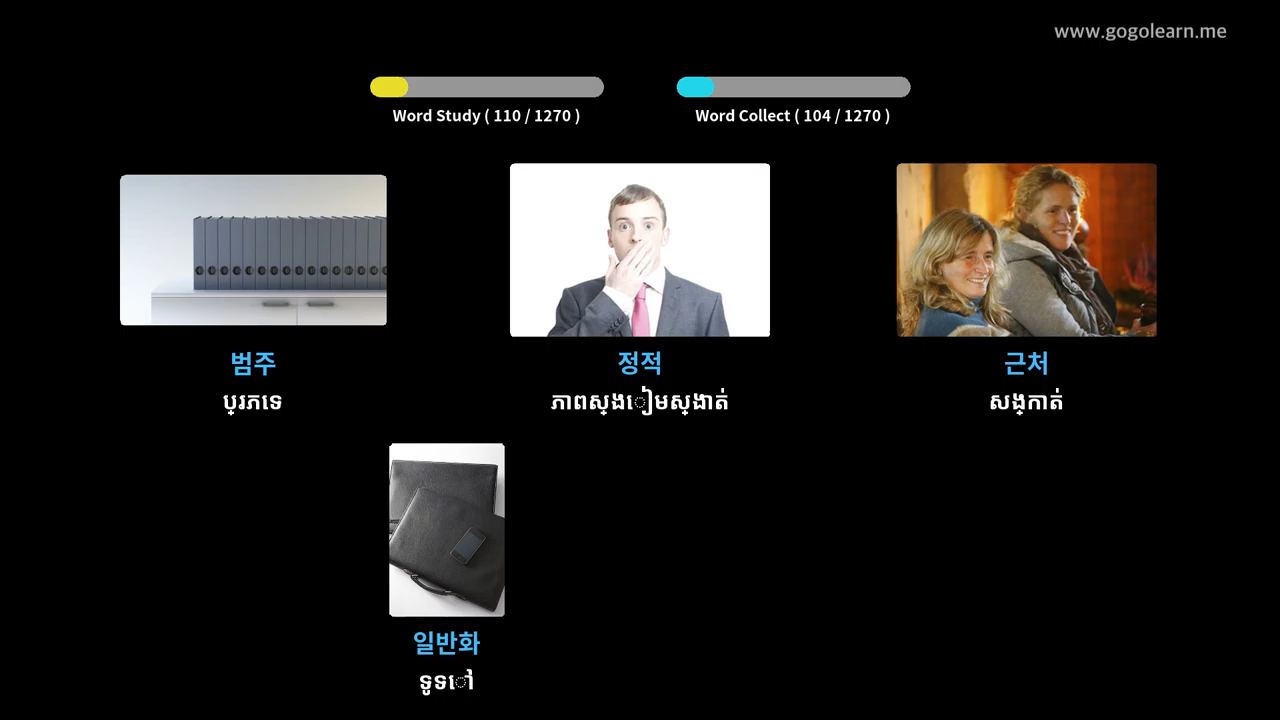 www.gogolearn.me
Word Study ( 110 / 1270 )
Word Collect ( 104 / 1270 )
범주
정적
근처
ប្រភទេ
ភាពស្ងៀមស្ងាត់
សង្កាត់
일반화
ទូទៅ